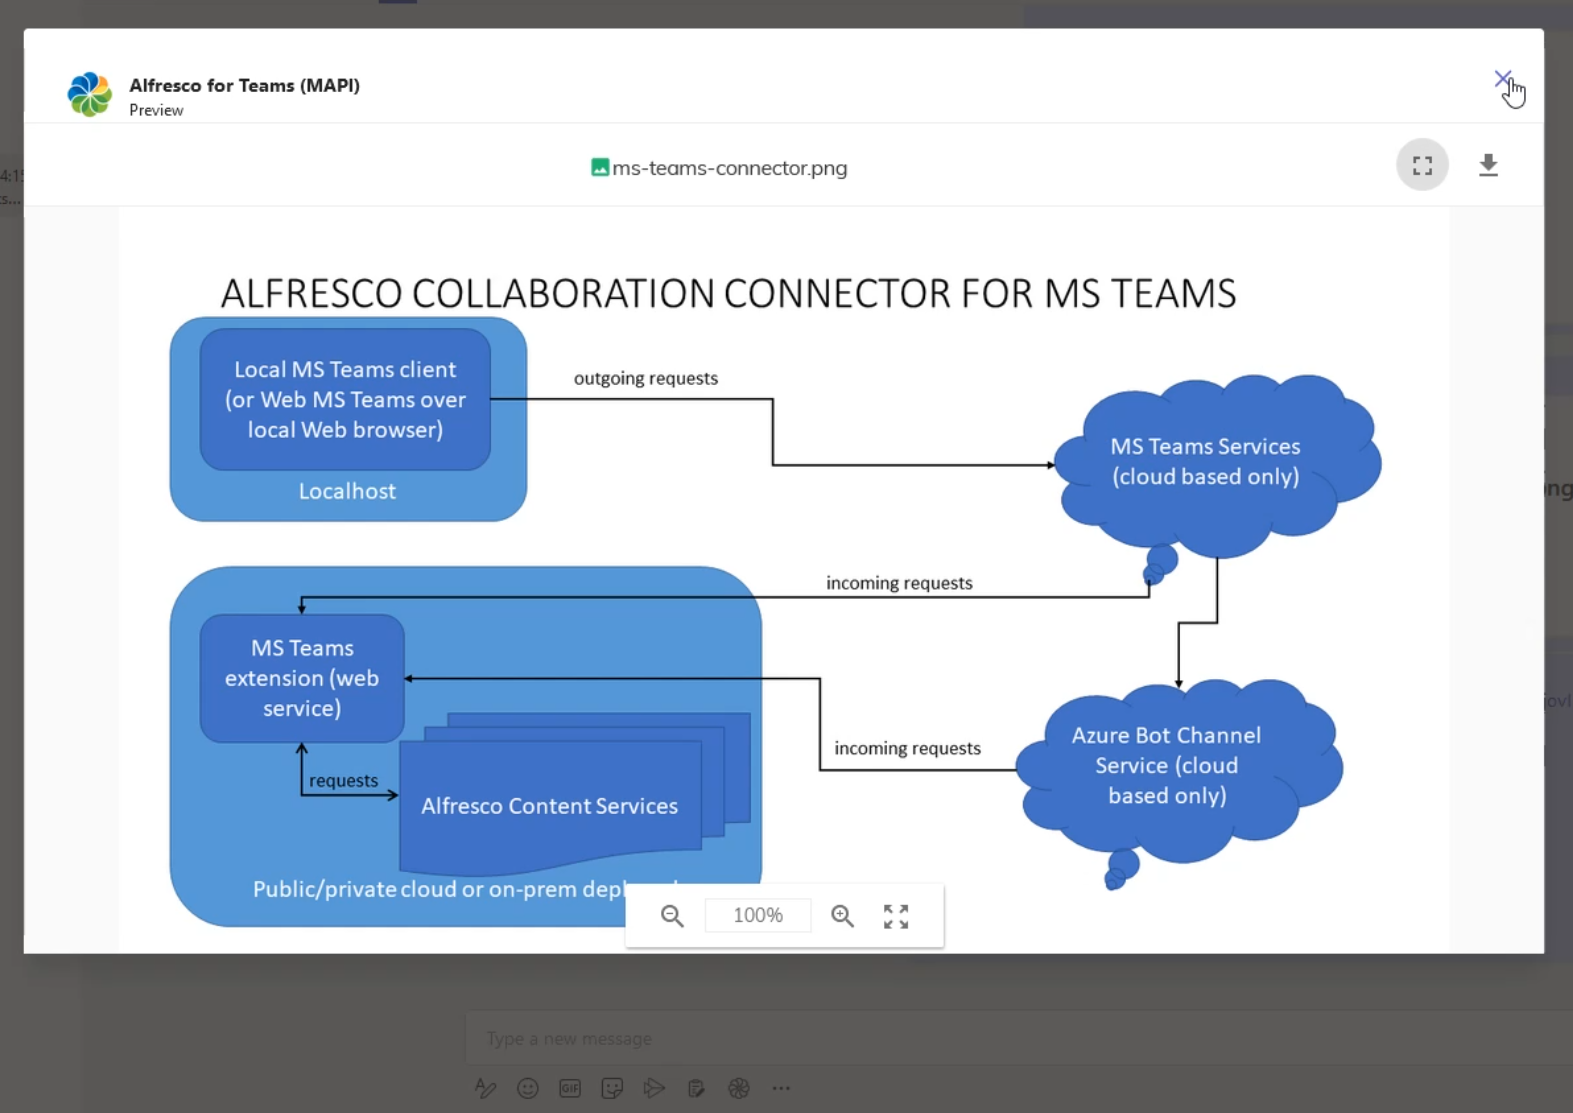 Alfresco for Teams (MAPI)
Preview
ms-teams-connector.png
ALFRESCO COLLABORATION CONNECTOR FOR MS TEAMS
Local MS Teams client
(or Web MS Teams over
local Web browser)
Localhost
outgoing requests
MS Teams Services
(cloud based only)
incoming requests
MS Teams
extension (web
service)
requests
Alfresco Content Services
incoming requests
Azure Bot Channel
Service (cloud
based only)
Public/private cloud or on-prem
100%
Type a new message
GIF